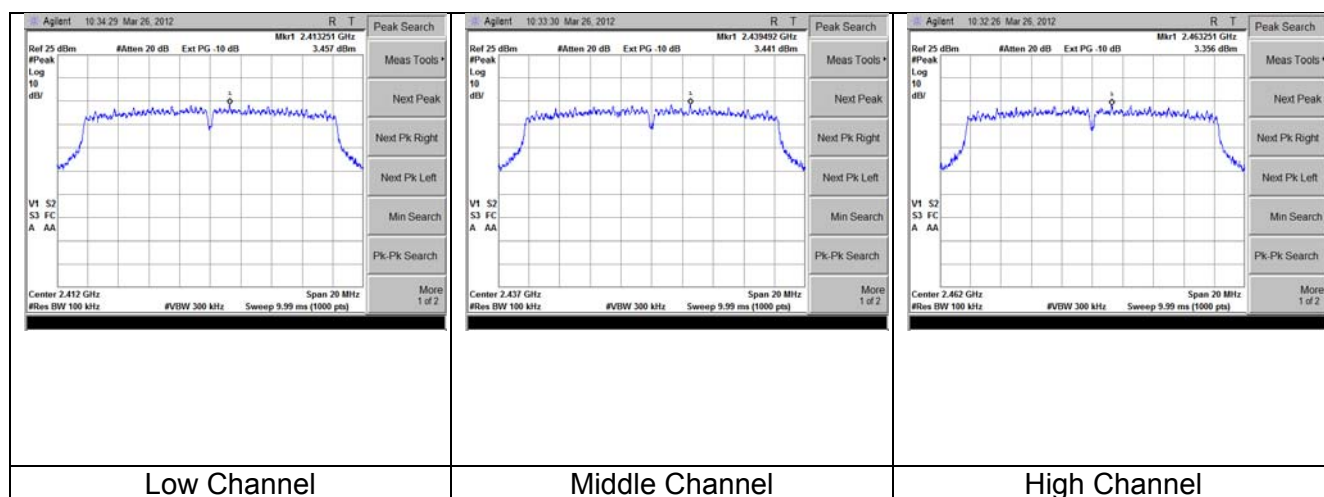 Agilent 10:34:29 Mar 26, 2012 R T
Mkr1 2.413251 GHz
Ref 25 dBm #Atten 20 dB Ext PG -10 dB 3.457 dBm
#Peak
Log
10
dB/
1
V1 S2
S3 FC
A AA
Center 2.412 GHz Span 20 MHz
#Res BW 100 kHz #VBW 300 kHz Sweep 9.99 ms (1000 pts)
Peak Search
Meas Tools
Next Peak
Next Pk Right
Next Pk Left
Min Search
Pk-Pk Search
More
1 of 2
Agilent 10:33:30 Mar 26, 2012 R T
Mkr1 2.439492 GHz
Ref 25 dBm #Atten 20 dB Ext PG -10 dB 3.441 dBm
#Peak
Log
10
dB/
1
V1 S2
S3 FC
A AA
Center 2.437 GHz Span 20 MHz
#Res BW 100 kHz #VBW 300 kHz Sweep 9.99 ms (1000 pts)
Peak Search
Meas Tools
Next Peak
Next Pk Right
Next Pk Left
Min Search
Pk-Pk Search
More
1 of 2
Agilent 10:32:26 Mar 26, 2012 R T
Mkr1 2.463251 GHz
Ref 25 dBm #Atten 20 dB Ext PG -10 dB 3.356 dBm
#Peak
Log
10
dB/
1
V1 S2
S3 FC
A AA
Center 2.462 GHz Span 20 MHz
#Res BW 100 kHz #VBW 300 kHz Sweep 9.99 ms (1000 pts)
Peak Search
Meas Tools
Next Peak
Next Pk Right
Next Pk Left
Min Search
Pk-Pk Search
More
1 of 2
Low Channel
Middle Channel
High Channel